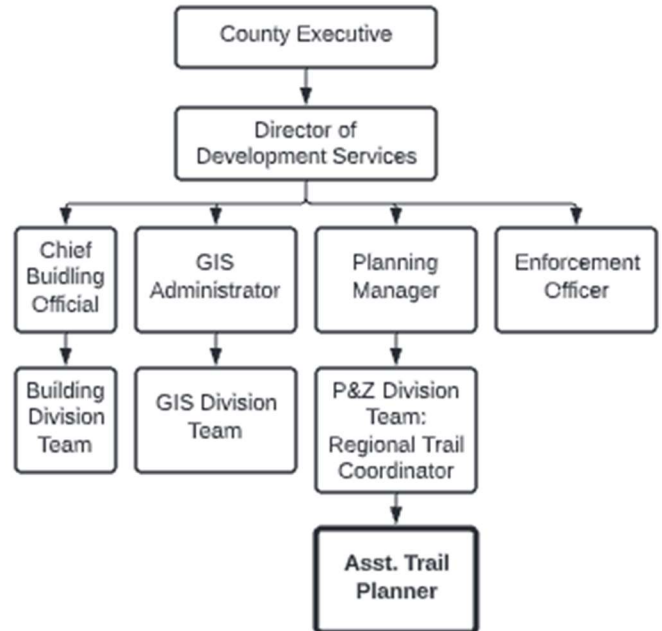 County Executive
Director of
Development Services
Chief
Buidling
Official
GIS
Administrator
Planning
Manager
Enforcement
Officer
Building
Division
Team
GIS Division
Team
P&Z Division
Team:
Regional Trail
Coordinator
Asst. Trail
Planner